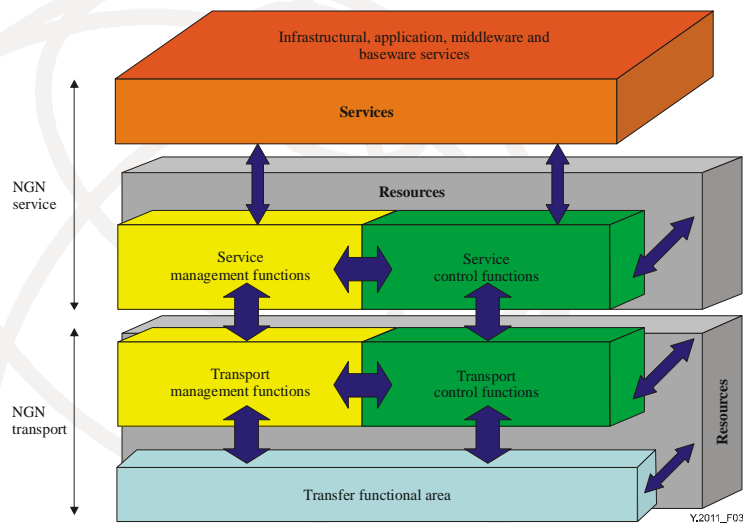 Infrastructural, application, middleware and
baseware services
Services
NGN
service
Resources
Service
management functions
Service
control functions
NGN
transport
Transport
management functions
Transport
control functions
Resources
Transfer functional area
Y.2011_F03